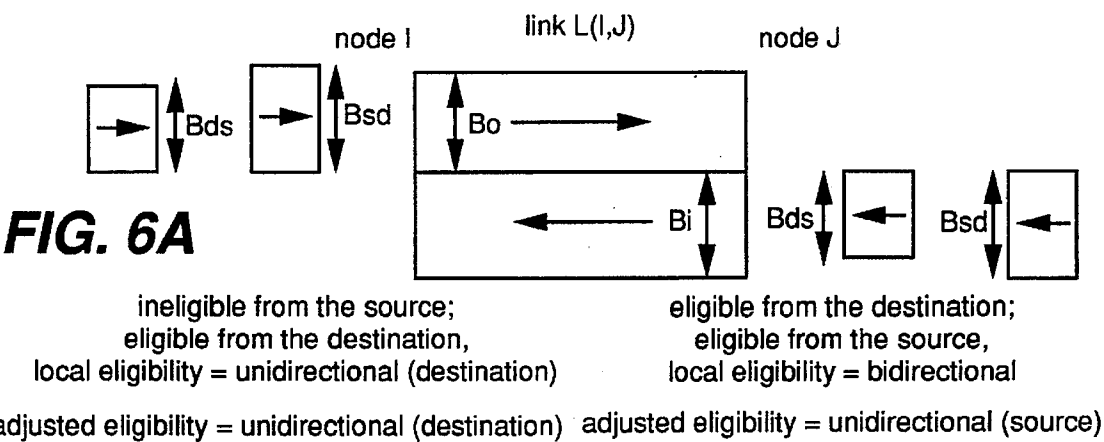 link L(I,J)
node I
node J
Bds
Bsd
Bo
Bi
Bds
Bsd
FIG. 6A
ineligible from the source;
eligible from the destination,
local eligibility = unidirectional (destination)
eligible from the destination;
eligible from the source,
local eligibility = bidirectional
adjusted eligibility = unidirectional (destination)
adjusted eligibility = unidirectional (source)